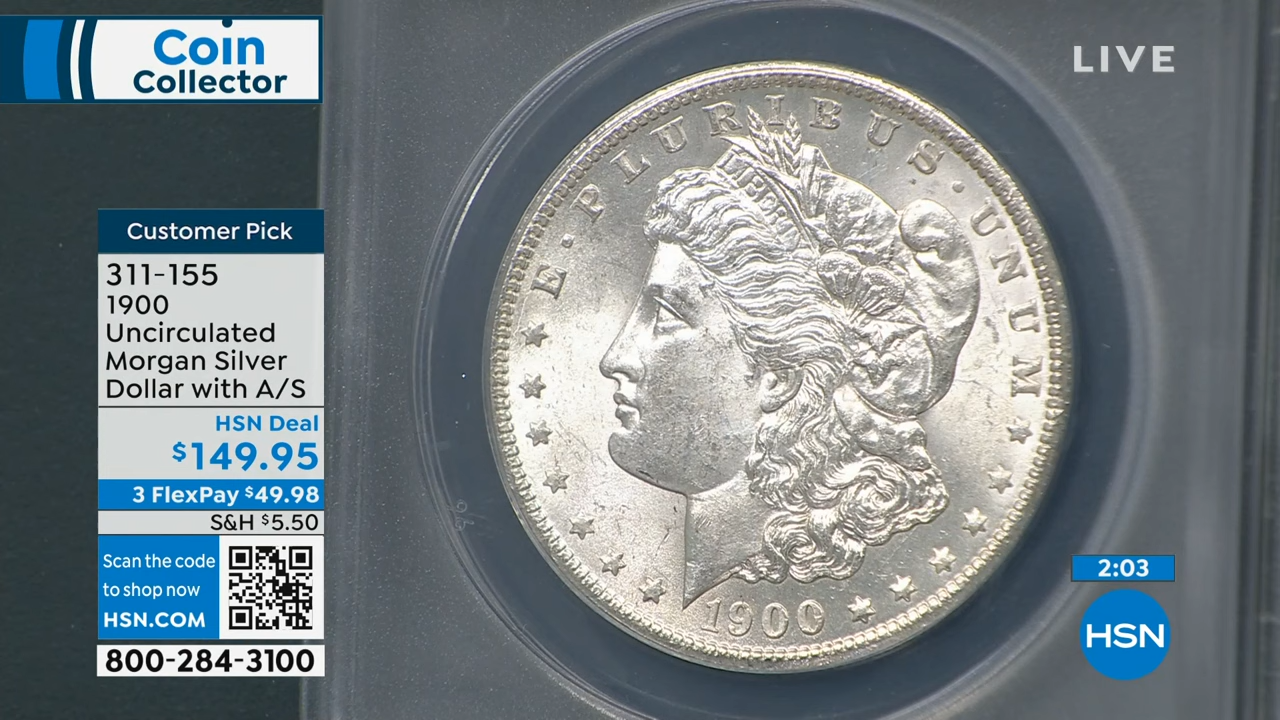 Coin
Collector
LIVE
Customer Pick
311-155
1900
Uncirculated
Morgan Silver
Dollar with A/S
HSN Deal
$149.95
3 FlexPay $49.98
S&H $5.50
Scan the code
to shop now
HSN.COM
800-284-3100
E·PLURIBUS·UNUM
1900
2:03
HSN